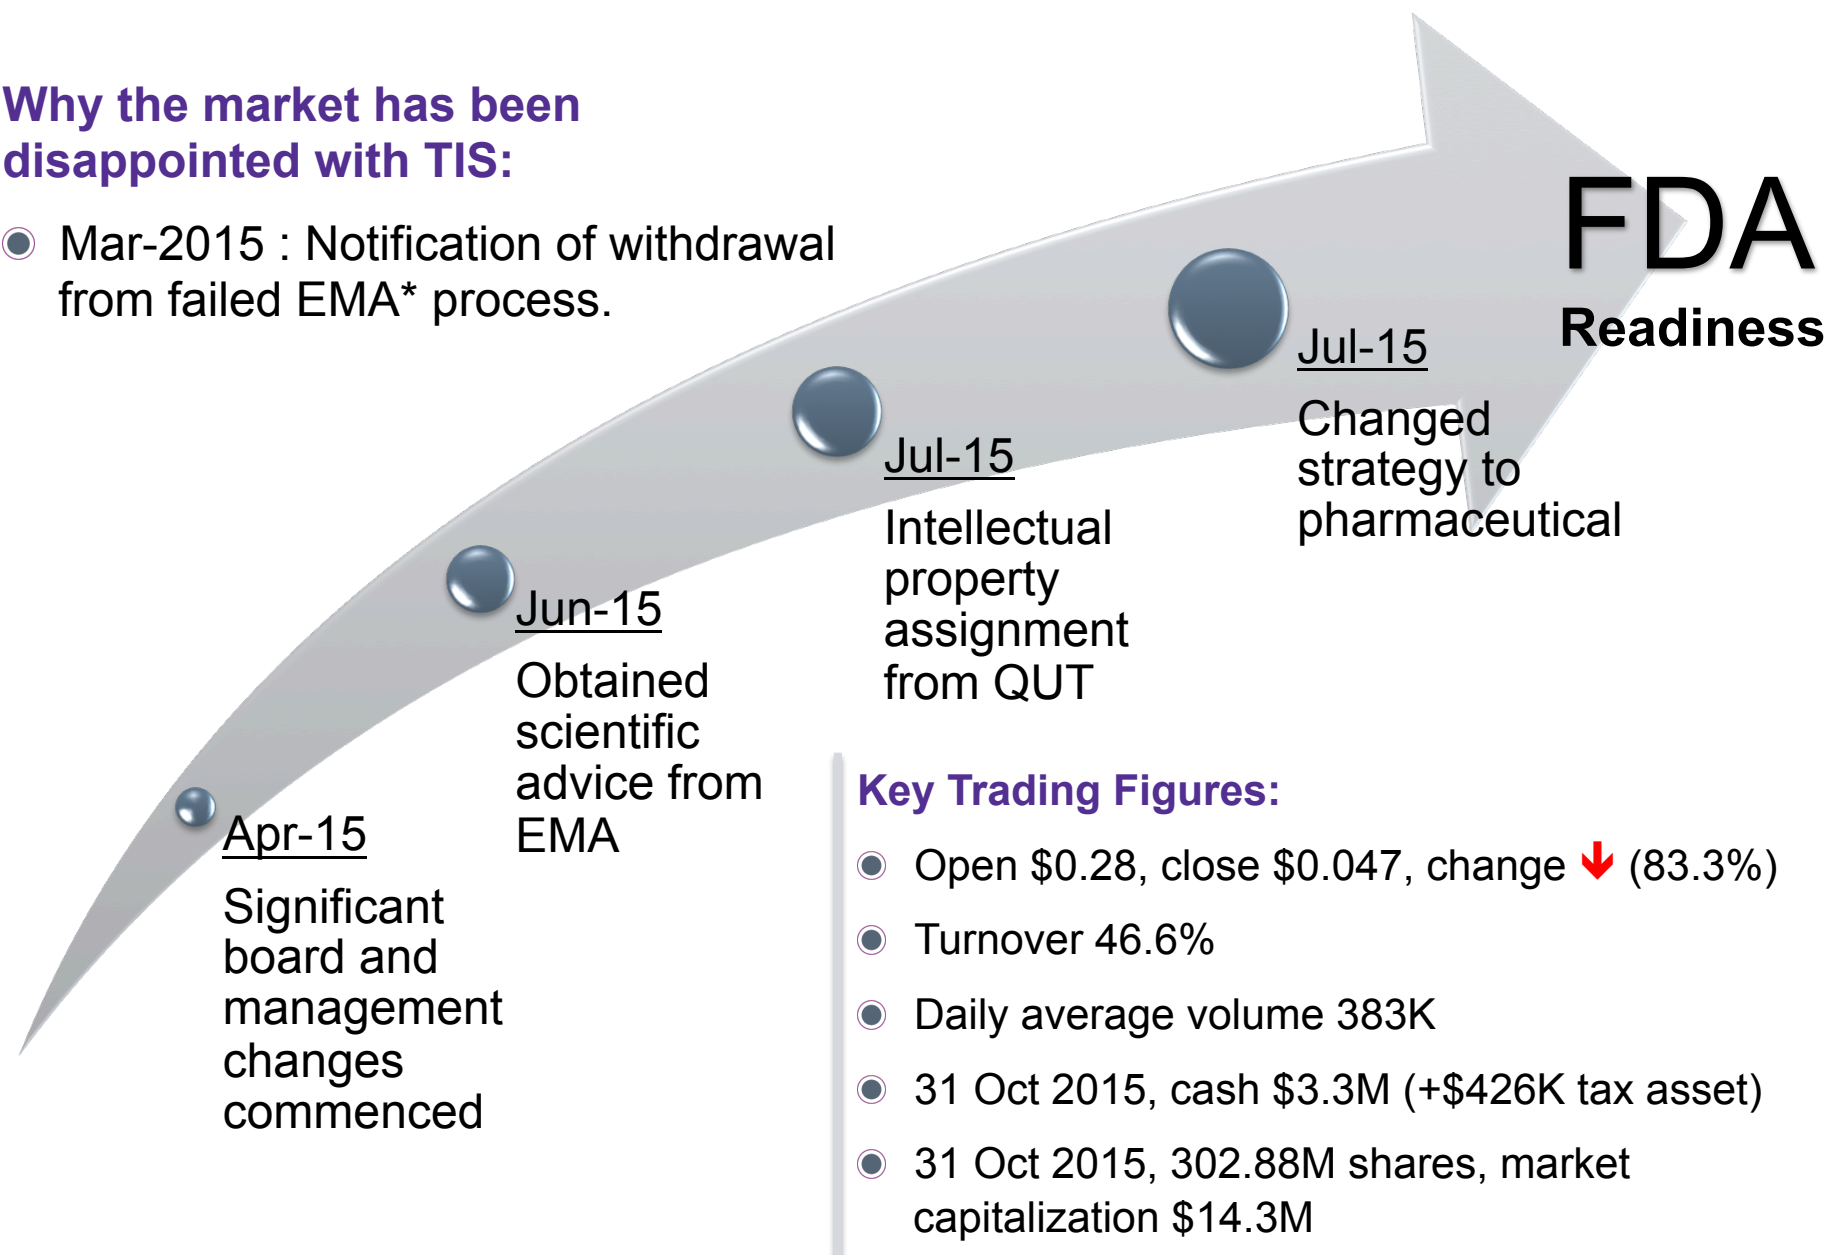 Why the market has been
disappointed with TIS:
Mar-2015 : Notification of withdrawal
from failed EMA* process.
FDA
Readiness
Jul-15
Changed
strategy to
pharmaceutical
Jul-15
Intellectual
property
assignment
from QUT
Jun-15
Obtained
scientific
advice from
EMA
Apr-15
Significant
board and
management
changes
commenced
Key Trading Figures:
Open $0.28, close $0.047, change ↓ (83.3%)
Turnover 46.6%
Daily average volume 383K
31 Oct 2015, cash $3.3M (+$426K tax asset)
31 Oct 2015, 302.88M shares, market
capitalization $14.3M